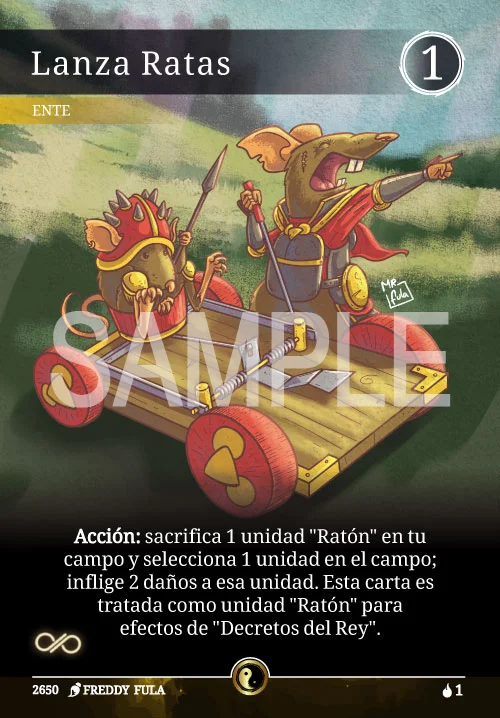 Lanza Ratas
1
ENTE
MR.
fula
SAMPLE
Acción: sacrifica 1 unidad "Ratón" en tu
campo y selecciona 1 unidad en el campo;
inflige 2 daños a esa unidad. Esta carta es
tratada como unidad "Ratón" para
efectos de "Decretos del Rey".
2650 FREDDY FULA 1